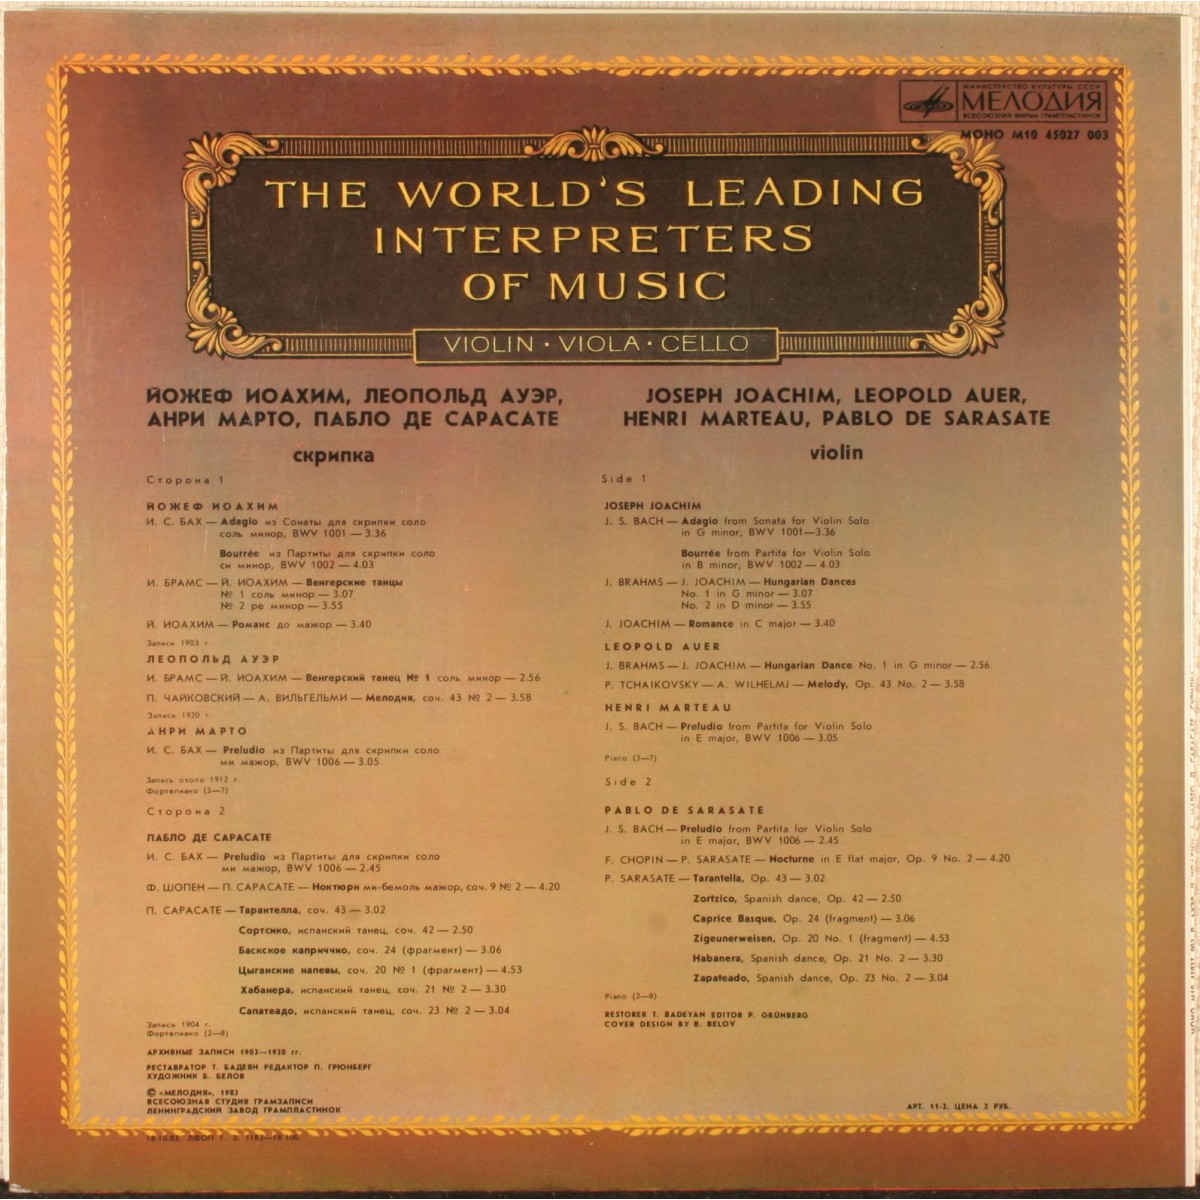 МИНИСТЕРСТВО КУЛЬТУРЫ СССР
МЕЛОДИЯ
ВСЕСОЮЗНАЯ ФИРМА ГРАМПЛАСТИНОК
МОНО М10 45027 003
THE WORLD'S LEADING
INTERPRETERS
OF MUSIC
VIOLIN · VIOLA · CELLO
ЙОЖЕФ ИОАХИМ, ЛЕОПОЛЬД АУЭР,
АНРИ МАРТО, ПАБЛО ДЕ САРАСАТЕ
скрипка
Сторона 1
ЙОЖЕФ ИОАХИМ
И. С. БАХ — Adagio из Сонаты для скрипки соло
соль минор, BWV 1001 — 3.36
Bourrée из Партиты для скрипки соло
си минор, BWV 1002 — 4.03
И. БРАМС — Й. ИОАХИМ — Венгерские танцы
№ 1 соль минор — 3.07
№ 2 ре минор — 3.55
Й. ИОАХИМ — Романс до мажор — 3.40
Записи 1903 г.
ЛЕОПОЛЬД АУЭР
И. БРАМС — Й. ИОАХИМ — Венгерский танец № 1 соль минор — 2.56
П. ЧАЙКОВСКИЙ — А. ВИЛЬГЕЛЬМИ — Мелодия, соч. 43 № 2 — 3.58
Записи 1920 г.
АНРИ МАРТО
И. С. БАХ — Preludio из Партиты для скрипки соло
ми мажор, BWV 1006 — 3.05
Запись около 1912 г.
Фортепиано (3—7)
Сторона 2
ПАБЛО ДЕ САРАСАТЕ
И. С. БАХ — Preludio из Партиты для скрипки соло
ми мажор, BWV 1006 — 2.45
Ф. ШОПЕН — П. САРАСАТЕ — Ноктюрн ми-бемоль мажор, соч. 9 № 2 — 4.20
П. САРАСАТЕ — Тарантелла, соч. 43 — 3.02
Сортсико, испанский танец, соч. 42 — 2.50
Баскское каприччио, соч. 24 (фрагмент) — 3.06
Цыганские напевы, соч. 20 № 1 (фрагмент) — 4.53
Хабанера, испанский танец, соч. 21 № 2 — 3.30
Сапатеадо, испанский танец, соч. 23 № 2 — 3.04
Записи 1904 г.
Фортепиано (2—8)
АРХИВНЫЕ ЗАПИСИ 1903—1920 гг.
РЕСТАВРАТОР Т. БАДЕЯН РЕДАКТОР П. ГРЮНБЕРГ
ХУДОЖНИК Б. БЕЛОВ
© «МЕЛОДИЯ», 1983
ВСЕСОЮЗНАЯ СТУДИЯ ГРАМЗАПИСИ
ЛЕНИНГРАДСКИЙ ЗАВОД ГРАМПЛАСТИНОК
18.10.83. ЛФОП 1. З. 1182—18 100.
JOSEPH JOACHIM, LEOPOLD AUER,
HENRI MARTEAU, PABLO DE SARASATE
violin
Side 1
JOSEPH JOACHIM
J. S. BACH — Adagio from Sonata for Violin Solo
in G minor, BWV 1001—3.36
Bourrée from Partita for Violin Solo
in B minor, BWV 1002 — 4.03
J. BRAHMS — J. JOACHIM — Hungarian Dances
No. 1 in G minor — 3.07
No. 2 in D minor — 3.55
J. JOACHIM — Romance in C major — 3.40
LEOPOLD AUER
J. BRAHMS — J. JOACHIM — Hungarian Dance No. 1 in G minor — 2.56
P. TCHAIKOVSKY — A. WILHELMJ — Melody, Op. 43 No. 2 — 3.58
HENRI MARTEAU
J. S. BACH — Preludio from Partita for Violin Solo
in E major, BWV 1006 — 3.05
Piano (3—7)
Side 2
PABLO DE SARASATE
J. S. BACH — Preludio from Partita for Violin Solo
in E major, BWV 1006 — 2.45
F. CHOPIN — P. SARASATE — Nocturne in E flat major, Op. 9 No. 2 — 4.20
P. SARASATE — Tarantella, Op. 43 — 3.02
Zortzico, Spanish dance, Op. 42 — 2.50
Caprice Basque, Op. 24 (fragment) — 3.06
Zigeunerweisen, Op. 20 No. 1 (fragment) — 4.53
Habanera, Spanish dance, Op. 21 No. 2 — 3.30
Zapateado, Spanish dance, Op. 23 No. 2 — 3.04
Piano (2—8)
RESTORER T. BADEYAN EDITOR P. GRÜNBERG
COVER DESIGN BY B. BELOV
АРТ. 11-2. ЦЕНА 2 РУБ.